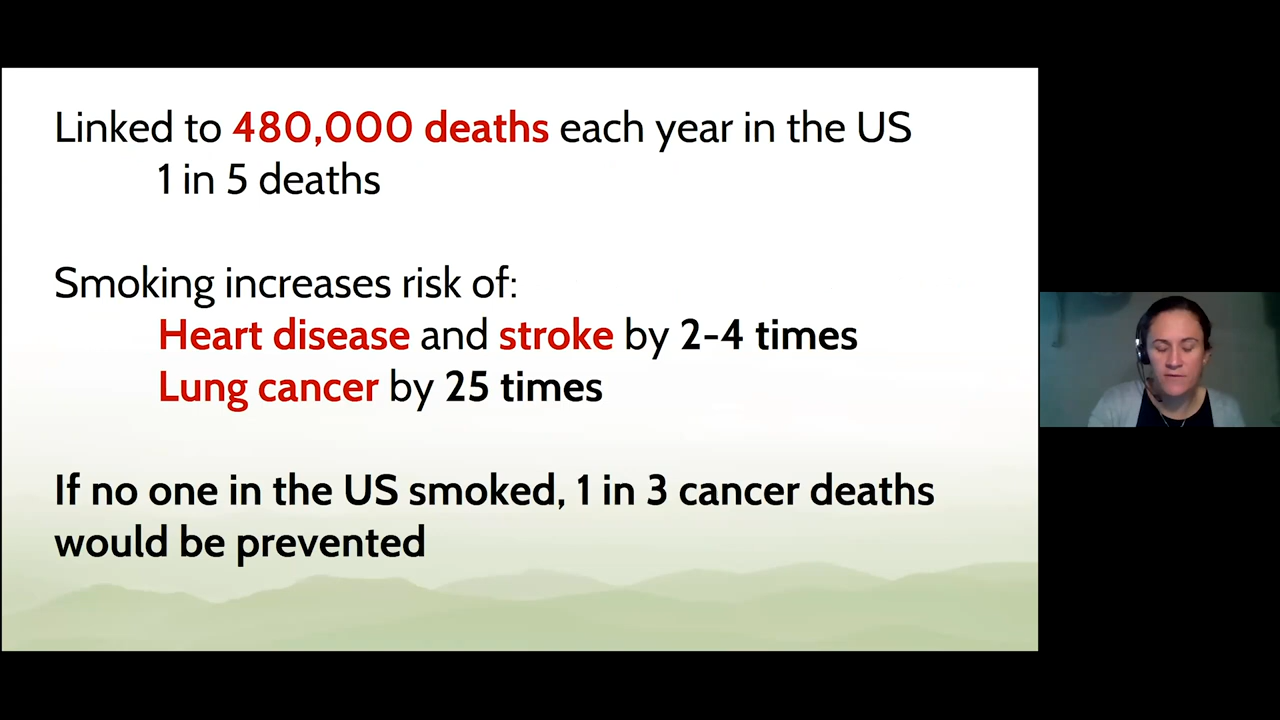 Linked to 480,000 deaths each year in the US
1 in 5 deaths
Smoking increases risk of:
Heart disease and stroke by 2-4 times
Lung cancer by 25 times
If no one in the US smoked, 1 in 3 cancer deaths
would be prevented